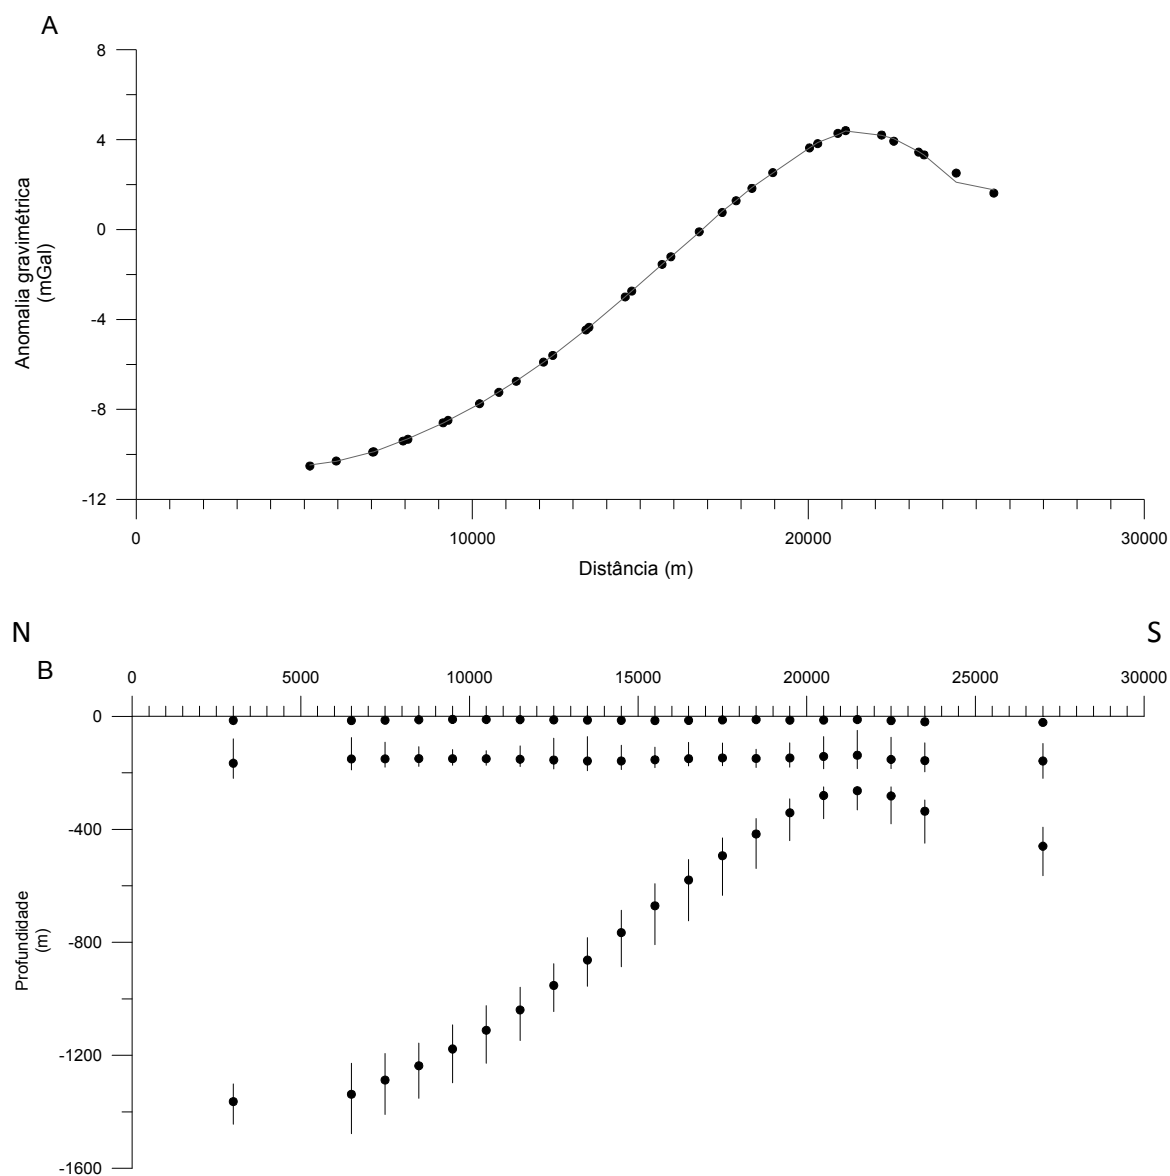 A
8
4
0
-4
-8
-12
Anomalia gravimétrica
(mGal)
0 10000 20000 30000
Distância (m)
N S
B
0 5000 10000 15000 20000 25000 30000
0
-400
-800
-1200
-1600
Profundidade
(m)